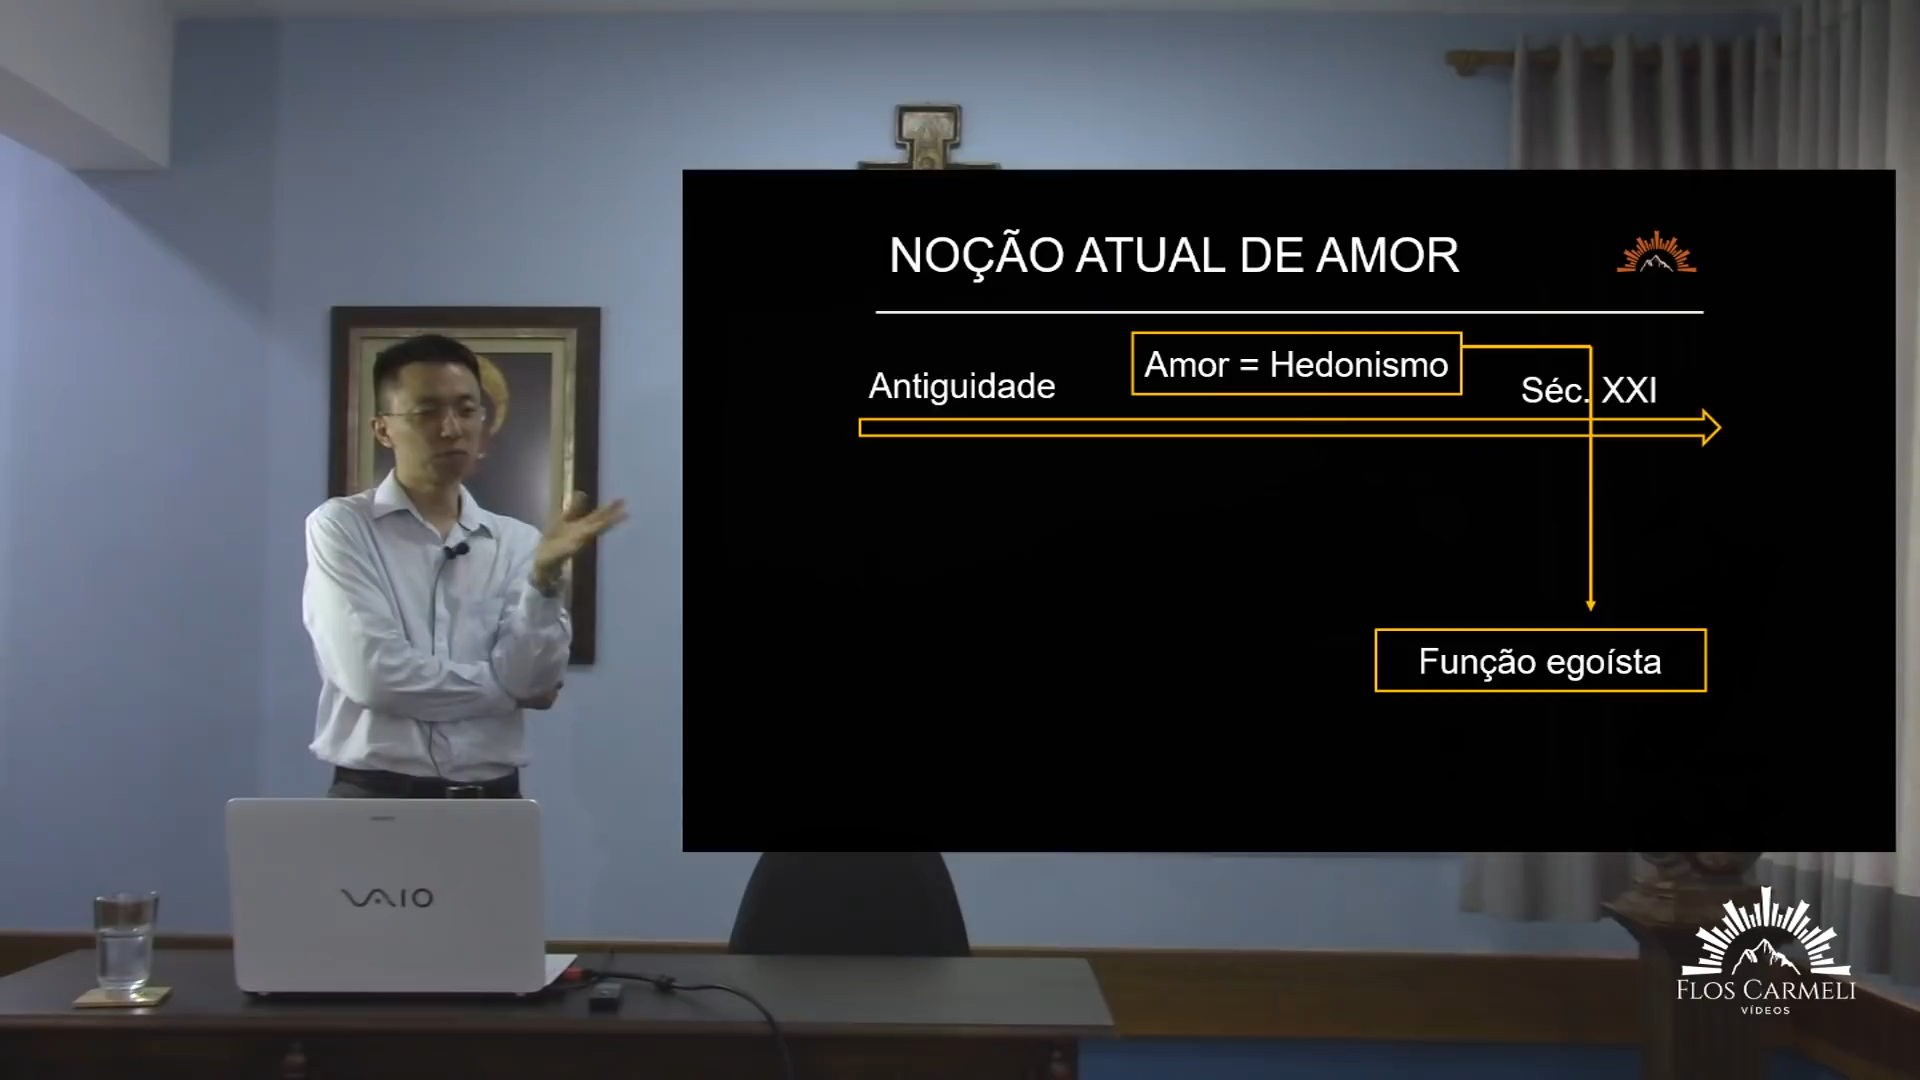 NOÇÃO ATUAL DE AMOR
Amor = Hedonismo
Antiguidade
Séc. XXI
Função egoísta
VAIO
FLOS CARMELI
VÍDEOS